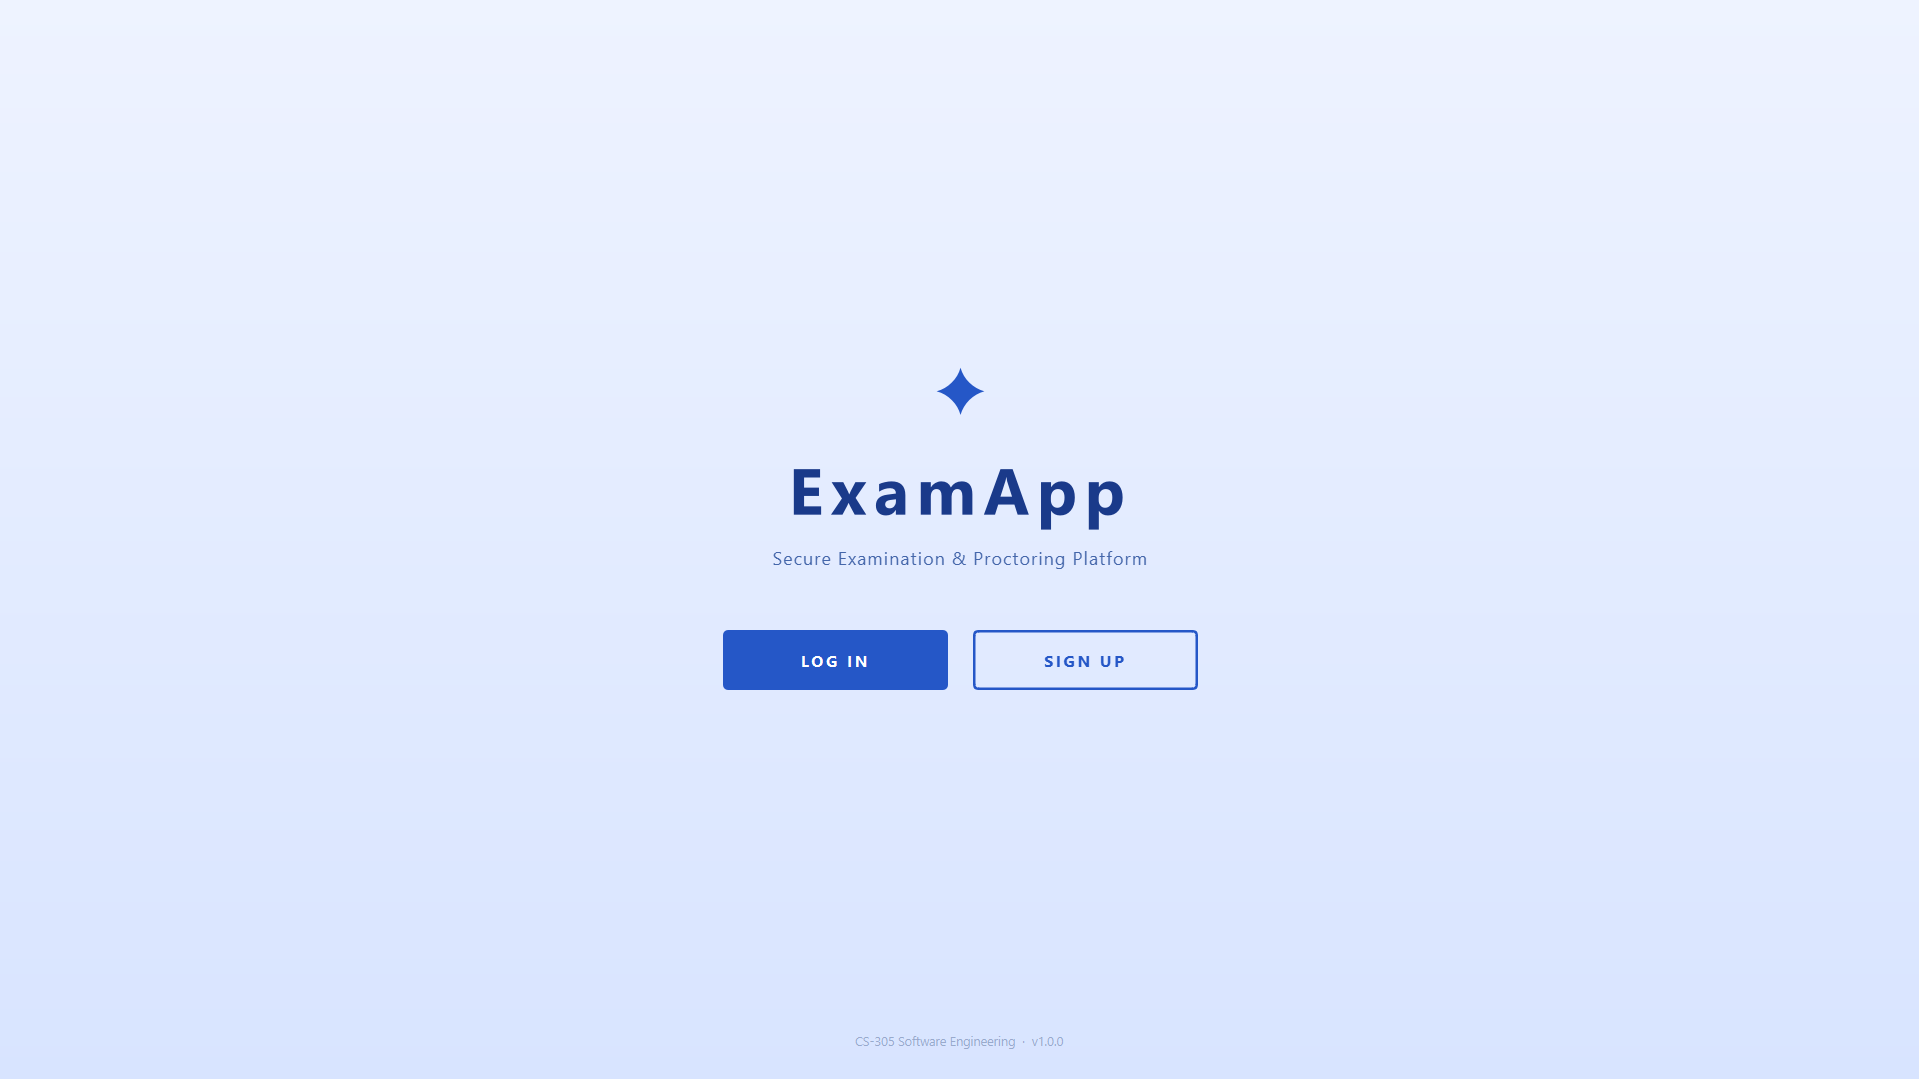 ExamApp
Secure Examination & Proctoring Platform
LOG IN
SIGN UP
CS-305 Software Engineering · v1.0.0